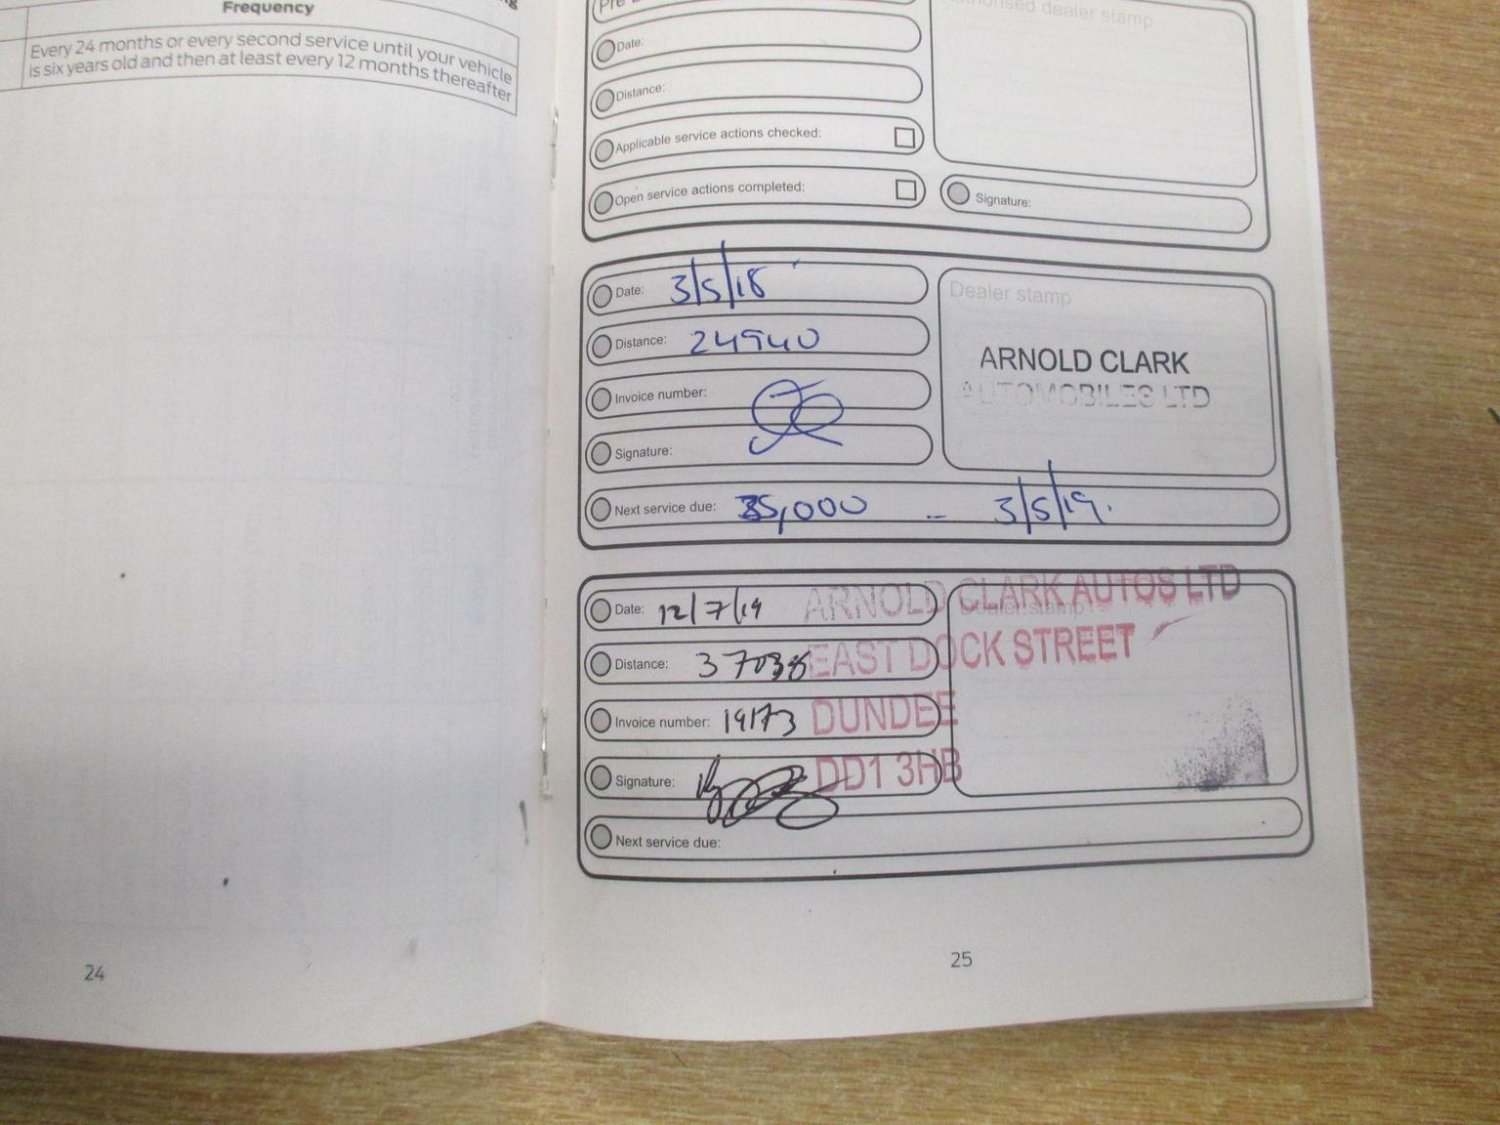 Frequency
Every 24 months or every second service until your vehicle
is six years old and then at least every 12 months thereafter
24
Date:
Distance:
Applicable service actions checked:
Open service actions completed:
dealer stamp
Signature:
Date: 3/5/18
Distance: 24940
Invoice number:
Signature:
Next service due: 35,000 - 3/5/19.
Dealer stamp
ARNOLD CLARK
AUTOMOBILES LTD
Date: 12/7/19
Distance:
Invoice number: 19173
Signature:
Next service due:
Dealer stamp
ARNOLD CLARK AUTOS LTD
EAST DOCK STREET
DUNDEE
DD1 3HB
25